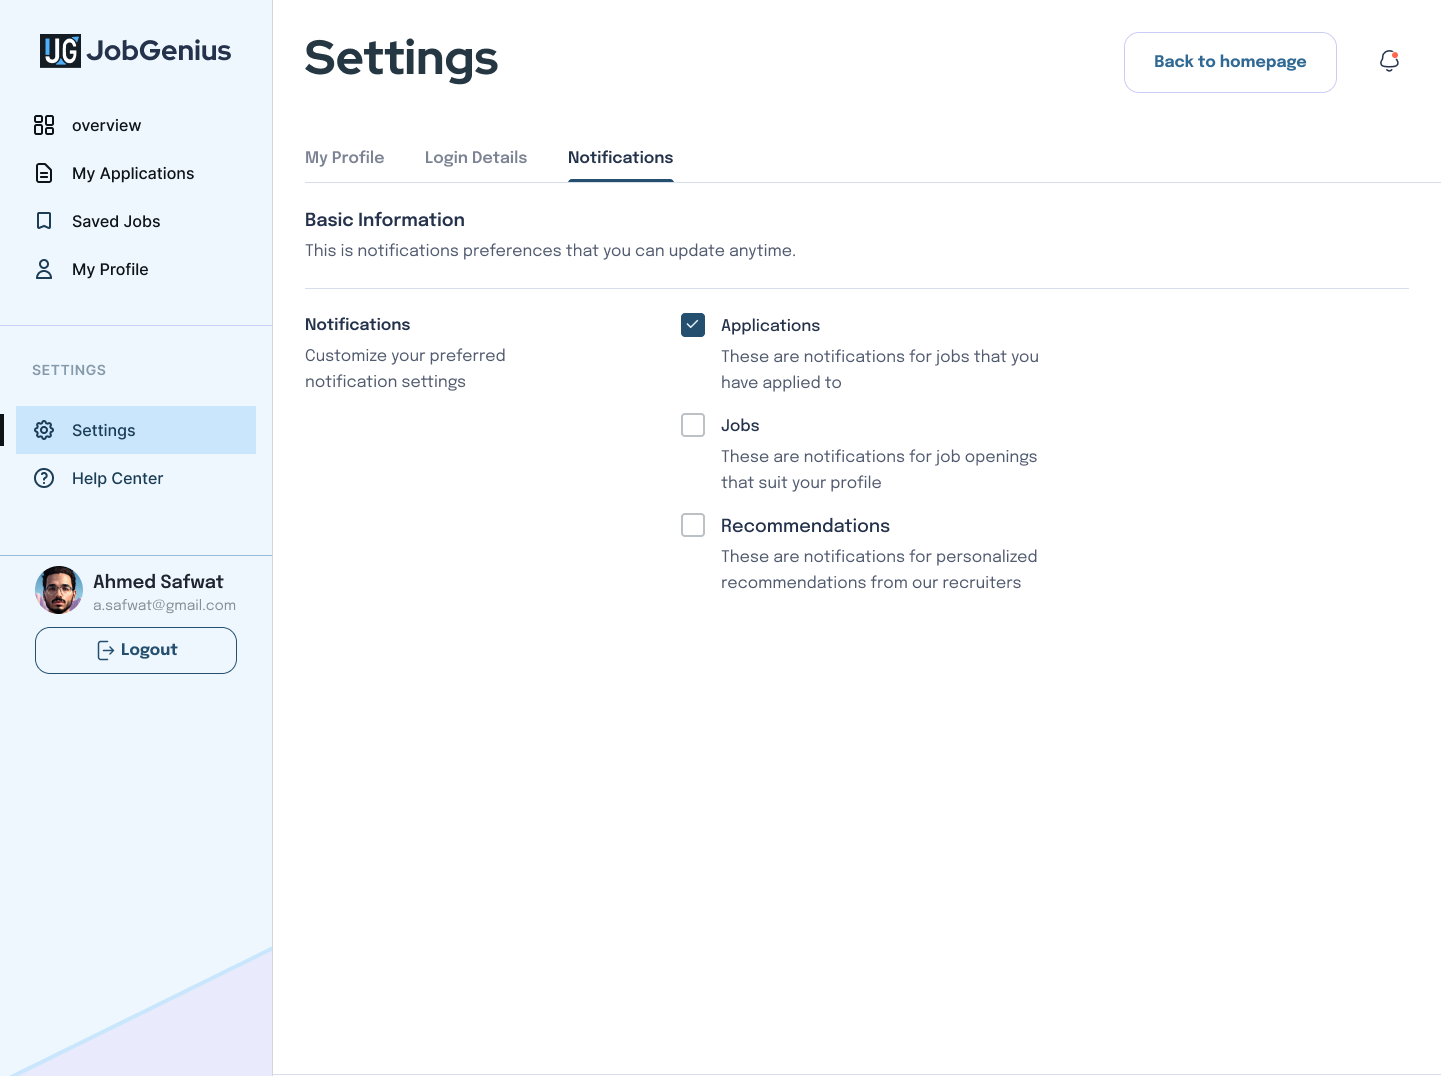 JG JobGenius
overview
My Applications
Saved Jobs
My Profile
SETTINGS
Settings
Help Center
Ahmed Safwat
a.safwat@gmail.com
Logout
Settings
Back to homepage
My Profile
Login Details
Notifications
Basic Information
This is notifications preferences that you can update anytime.
Notifications
Customize your preferred
notification settings
Applications
These are notifications for jobs that you
have applied to
Jobs
These are notifications for job openings
that suit your profile
Recommendations
These are notifications for personalized
recommendations from our recruiters